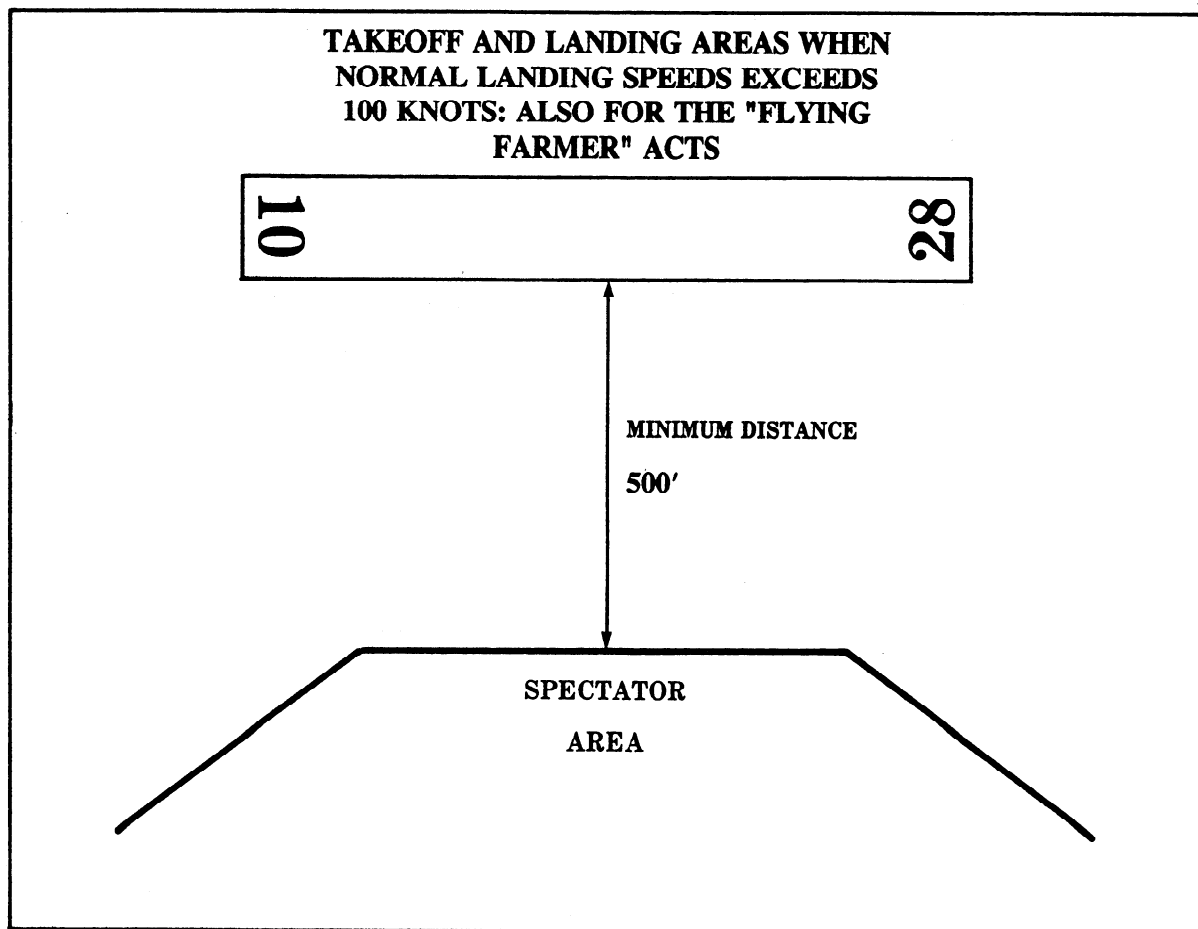 TAKEOFF AND LANDING AREAS WHEN
NORMAL LANDING SPEEDS EXCEEDS
100 KNOTS: ALSO FOR THE "FLYING
FARMER" ACTS
10
28
MINIMUM DISTANCE
500'
SPECTATOR
AREA